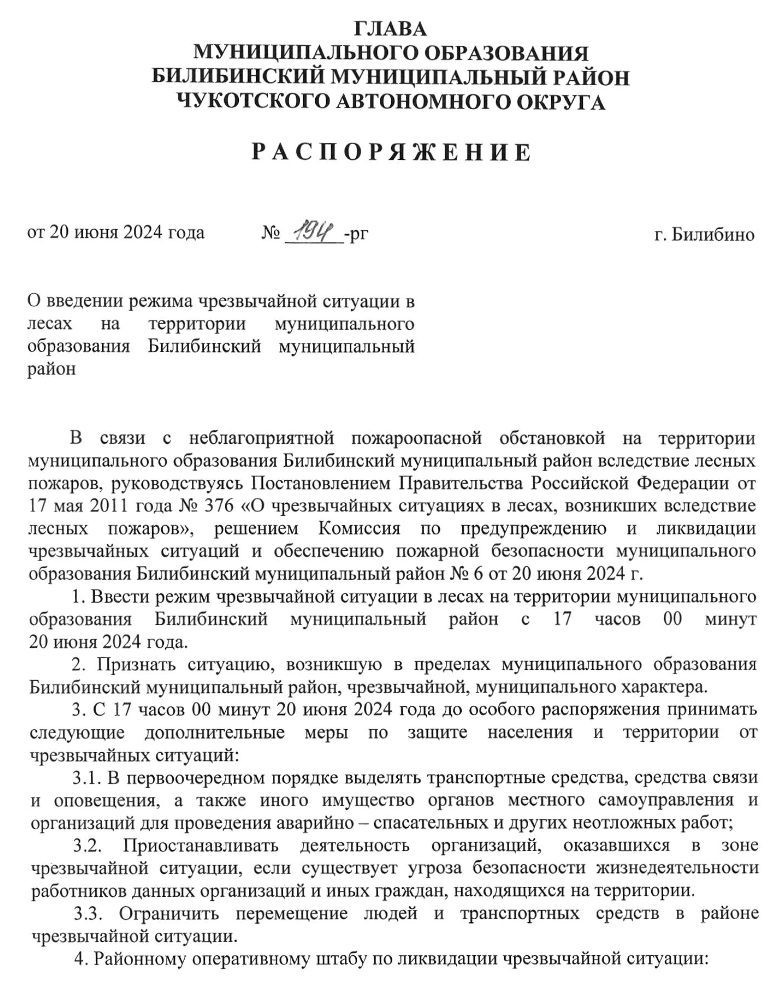 ГЛАВА
МУНИЦИПАЛЬНОГО ОБРАЗОВАНИЯ
БИЛИБИНСКИЙ МУНИЦИПАЛЬНЫЙ РАЙОН
ЧУКОТСКОГО АВТОНОМНОГО ОКРУГА
Р А С П О Р Я Ж Е Н И Е
от 20 июня 2024 года № 194-рг г. Билибино
О введении режима чрезвычайной ситуации в
лесах на территории муниципального
образования Билибинский муниципальный
район
В связи с неблагоприятной пожароопасной обстановкой на территории
муниципального образования Билибинский муниципальный район вследствие лесных
пожаров, руководствуясь Постановлением Правительства Российской Федерации от
17 мая 2011 года № 376 «О чрезвычайных ситуациях в лесах, возникших вследствие
лесных пожаров», решением Комиссия по предупреждению и ликвидации
чрезвычайных ситуаций и обеспечению пожарной безопасности муниципального
образования Билибинский муниципальный район № 6 от 20 июня 2024 г.
1. Ввести режим чрезвычайной ситуации в лесах на территории муниципального
образования Билибинский муниципальный район с 17 часов 00 минут
20 июня 2024 года.
2. Признать ситуацию, возникшую в пределах муниципального образования
Билибинский муниципальный район, чрезвычайной, муниципального характера.
3. С 17 часов 00 минут 20 июня 2024 года до особого распоряжения принимать
следующие дополнительные меры по защите населения и территории от
чрезвычайных ситуаций:
3.1. В первоочередном порядке выделять транспортные средства, средства связи
и оповещения, а также иного имущество органов местного самоуправления и
организаций для проведения аварийно – спасательных и других неотложных работ;
3.2. Приостанавливать деятельность организаций, оказавшихся в зоне
чрезвычайной ситуации, если существует угроза безопасности жизнедеятельности
работников данных организаций и иных граждан, находящихся на территории.
3.3. Ограничить перемещение людей и транспортных средств в районе
чрезвычайной ситуации.
4. Районному оперативному штабу по ликвидации чрезвычайной ситуации: